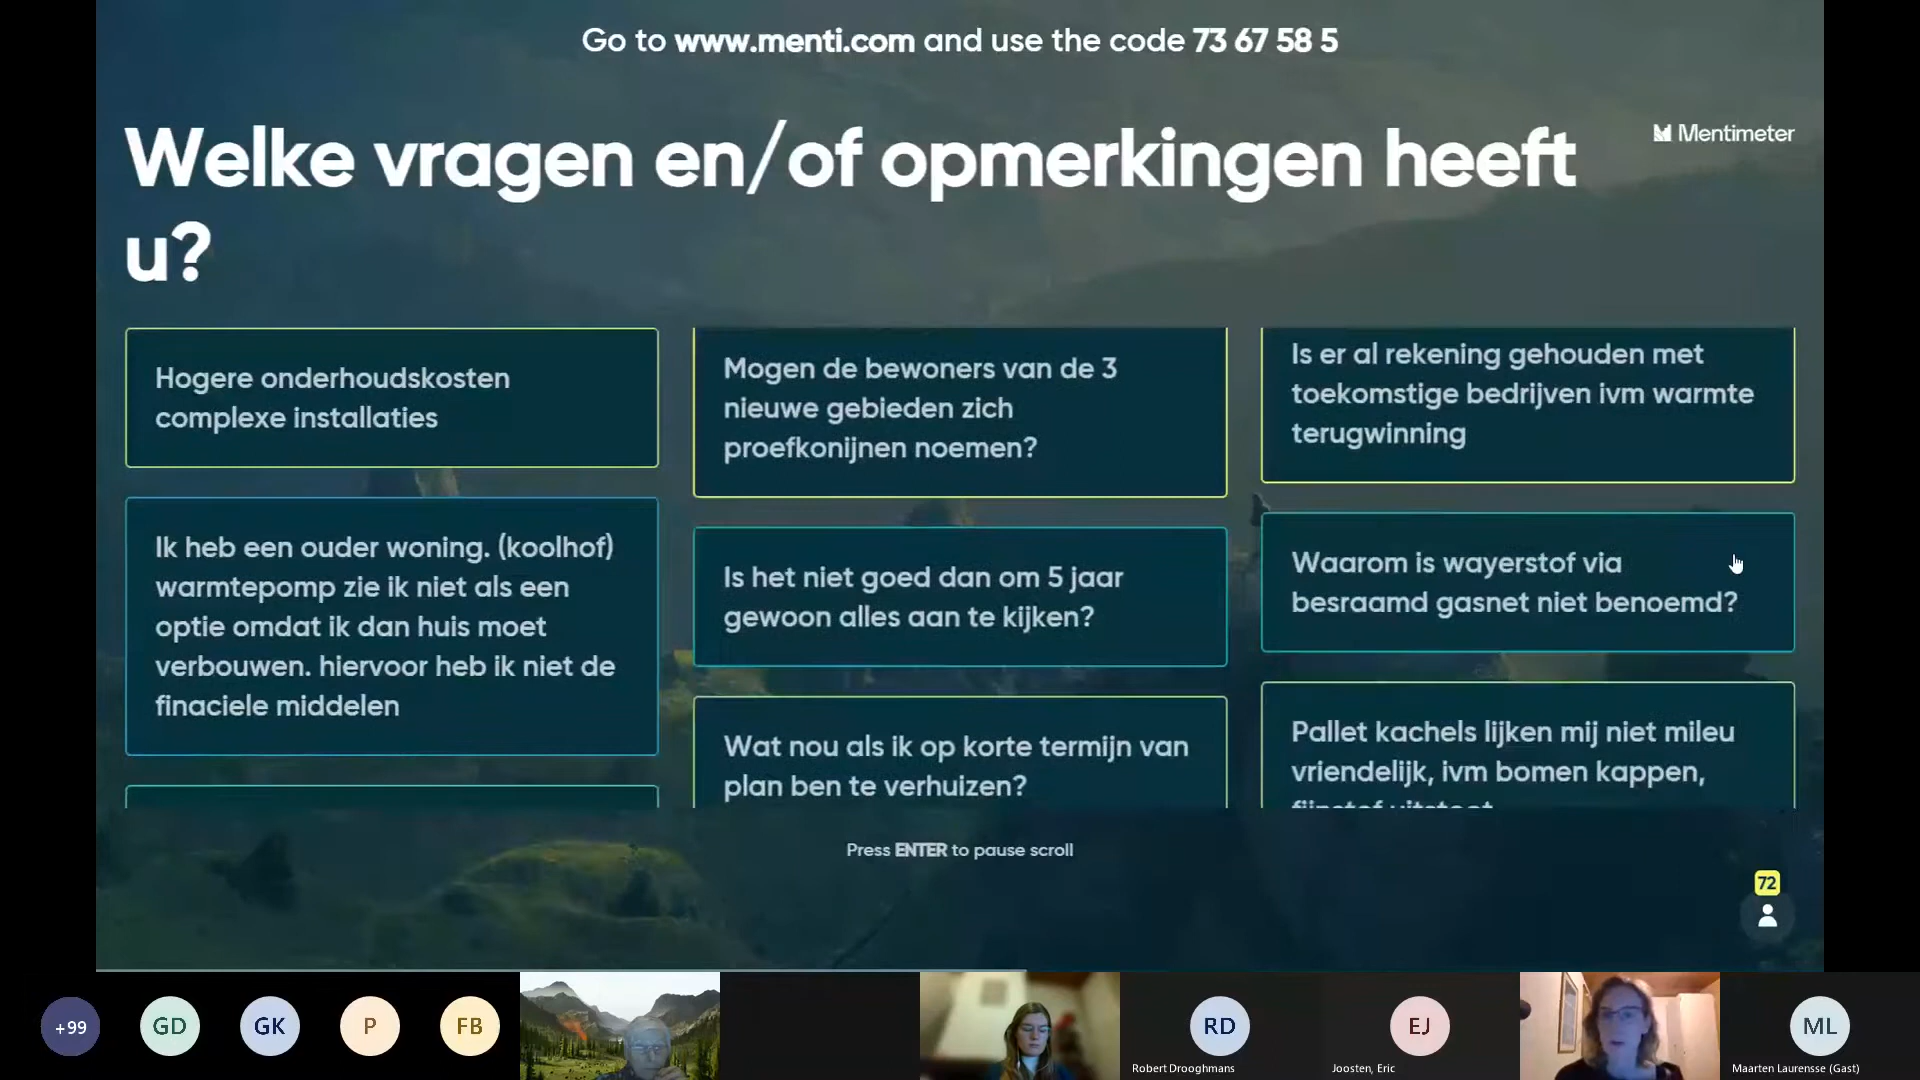 Go to www.menti.com and use the code 73 67 58 5
Welke vragen en/of opmerkingen heeft
u?
Mentimeter
Hogere onderhoudskosten
complexe installaties
Ik heb een ouder woning. (koolhof)
warmtepomp zie ik niet als een
optie omdat ik dan huis moet
verbouwen. hiervoor heb ik niet de
finaciele middelen
Mogen de bewoners van de 3
nieuwe gebieden zich
proefkonijnen noemen?
Is het niet goed dan om 5 jaar
gewoon alles aan te kijken?
Wat nou als ik op korte termijn van
plan ben te verhuizen?
Is er al rekening gehouden met
toekomstige bedrijven ivm warmte
terugwinning
Waarom is wayerstof via
besraamd gasnet niet benoemd?
Pallet kachels lijken mij niet mileu
vriendelijk, ivm bomen kappen,
fijnstof uitstoot
Press ENTER to pause scroll
72
+99
GD
GK
P
FB
RD
Robert Drooghmans
EJ
Joosten, Eric
ML
Maarten Laurensse (Gast)